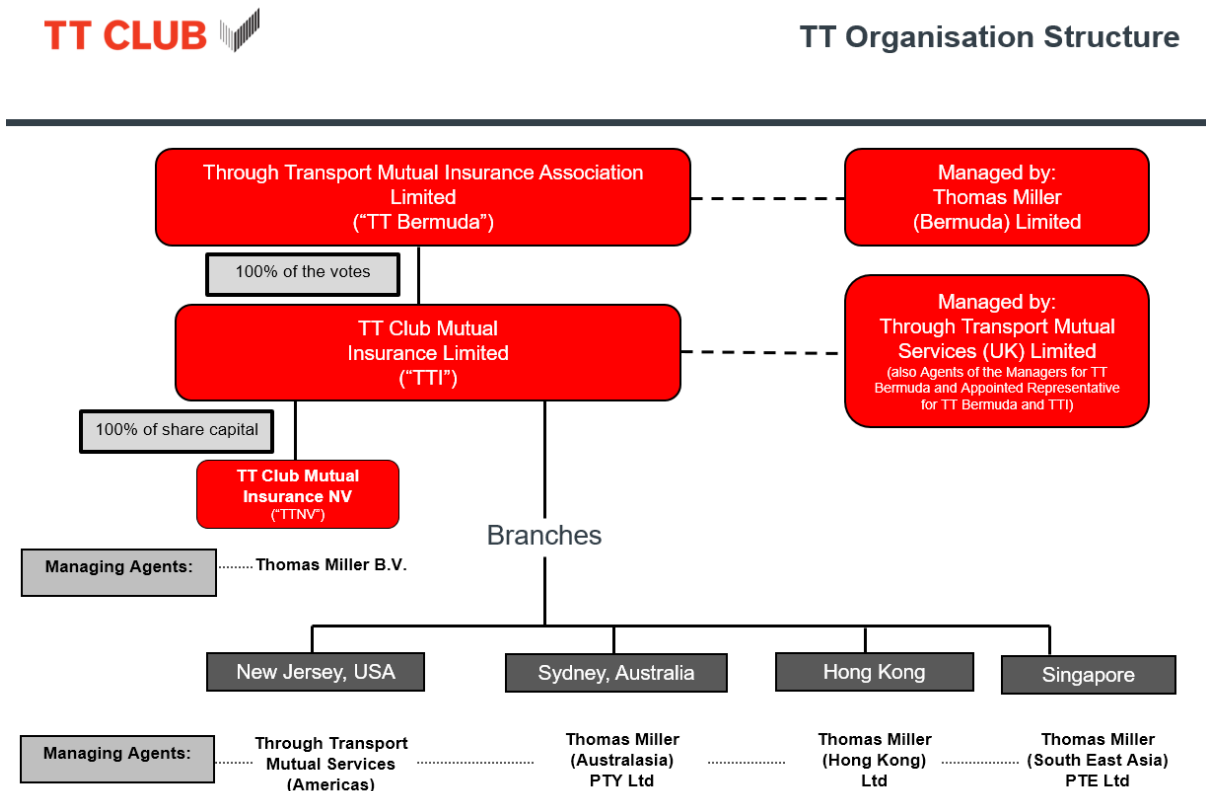 TT CLUB
TT Organisation Structure
Through Transport Mutual Insurance Association
Limited
(“TT Bermuda”)
Managed by:
Thomas Miller
(Bermuda) Limited
100% of the votes
TT Club Mutual
Insurance Limited
(“TTI”)
Managed by:
Through Transport Mutual
Services (UK) Limited
(also Agents of the Managers for TT
Bermuda and Appointed Representative
for TT Bermuda and TTI)
100% of share capital
TT Club Mutual
Insurance NV
(“TTNV”)
Branches
Managing Agents:
Thomas Miller B.V.
New Jersey, USA
Sydney, Australia
Hong Kong
Singapore
Managing Agents:
Through Transport
Mutual Services
(Americas)
Thomas Miller
(Australasia)
PTY Ltd
Thomas Miller
(Hong Kong)
Ltd
Thomas Miller
(South East Asia)
PTE Ltd